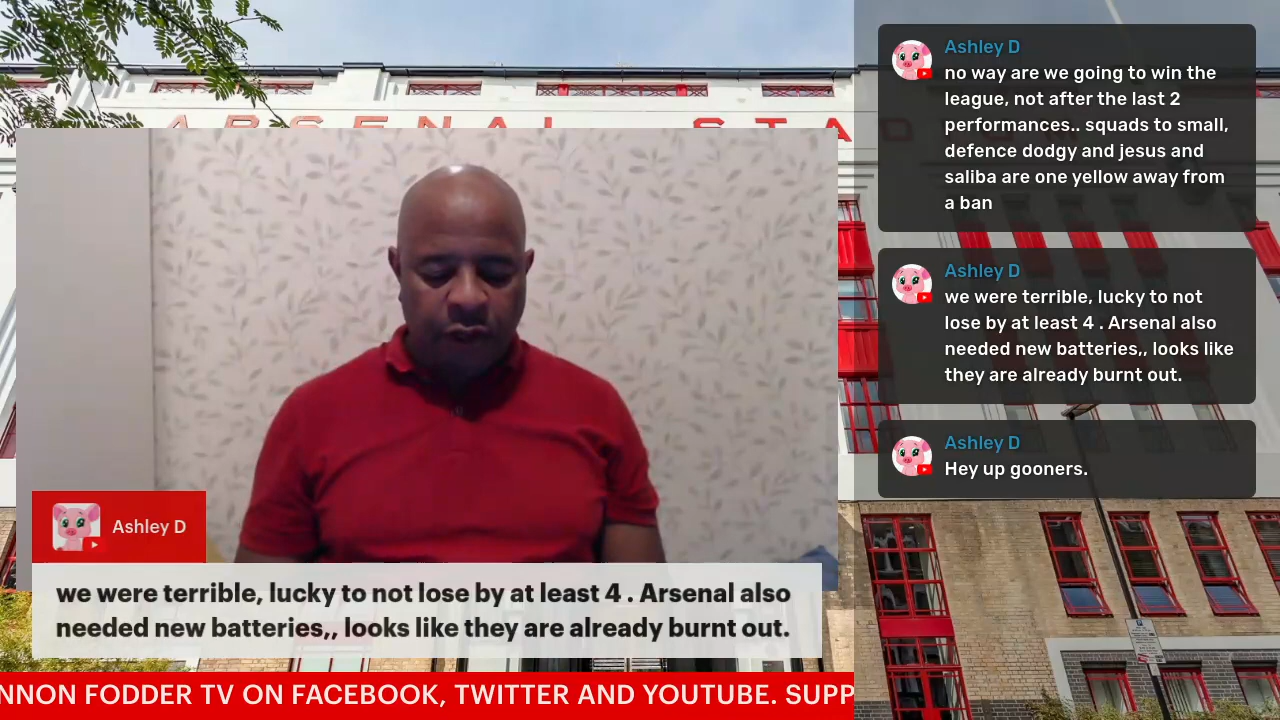 ARSENAL STAD
Ashley D
we were terrible, lucky to not lose by at least 4 . Arsenal also
needed new batteries,, looks like they are already burnt out.
NNON FODDER TV ON FACEBOOK, TWITTER AND YOUTUBE. SUPP
Ashley D
no way are we going to win the
league, not after the last 2
performances.. squads to small,
defence dodgy and jesus and
saliba are one yellow away from
a ban
Ashley D
we were terrible, lucky to not
lose by at least 4 . Arsenal also
needed new batteries,, looks like
they are already burnt out.
Ashley D
Hey up gooners.